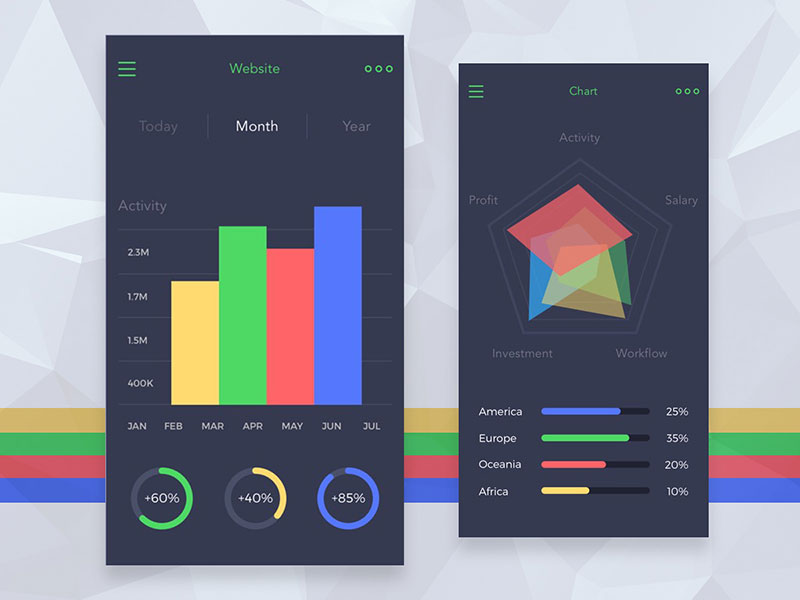 Website
Today Month Year
Activity
2.3M
1.7M
1.5M
400K
JAN FEB MAR APR MAY JUN JUL
+60% +40% +85%
Chart
Activity
Profit Salary
Investment Workflow
America 25%
Europe 35%
Oceania 20%
Africa 10%